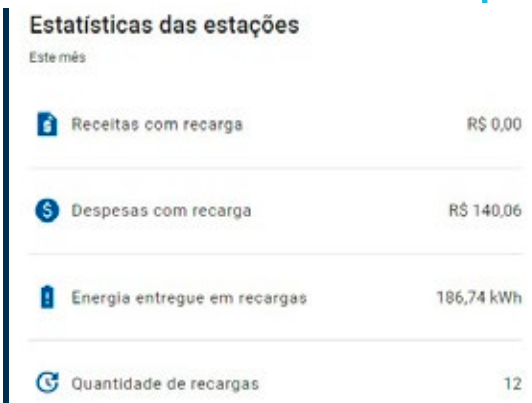 Estatísticas das estações
Este mês
Receitas com recarga R$ 0,00
Despesas com recarga R$ 140,06
Energia entregue em recargas 186,74 kWh
Quantidade de recargas 12